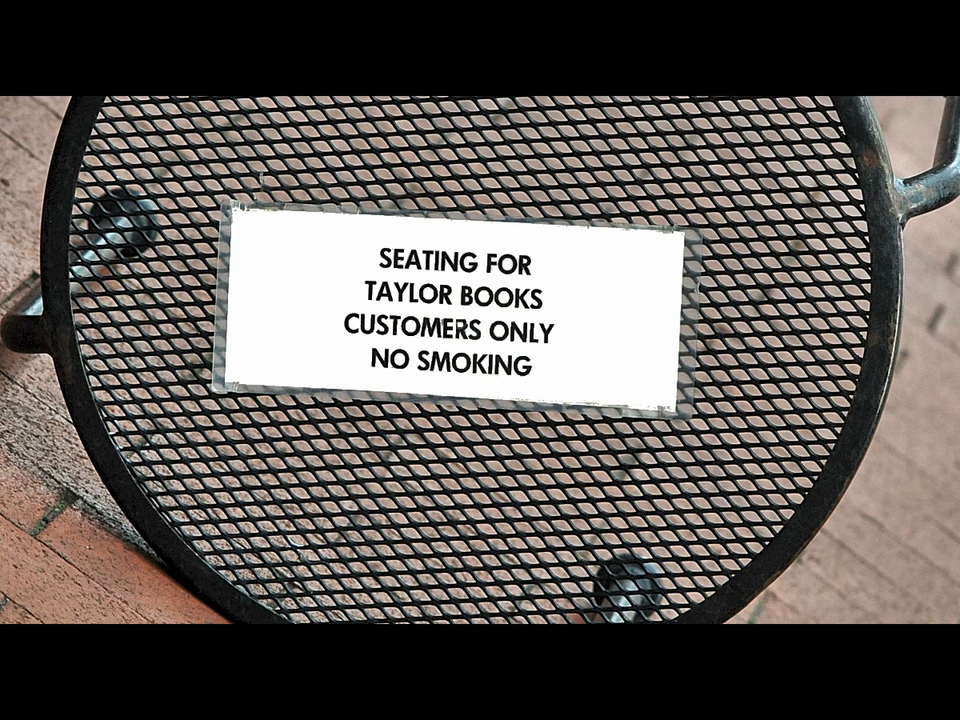 SEATING FOR
TAYLOR BOOKS
CUSTOMERS ONLY
NO SMOKING